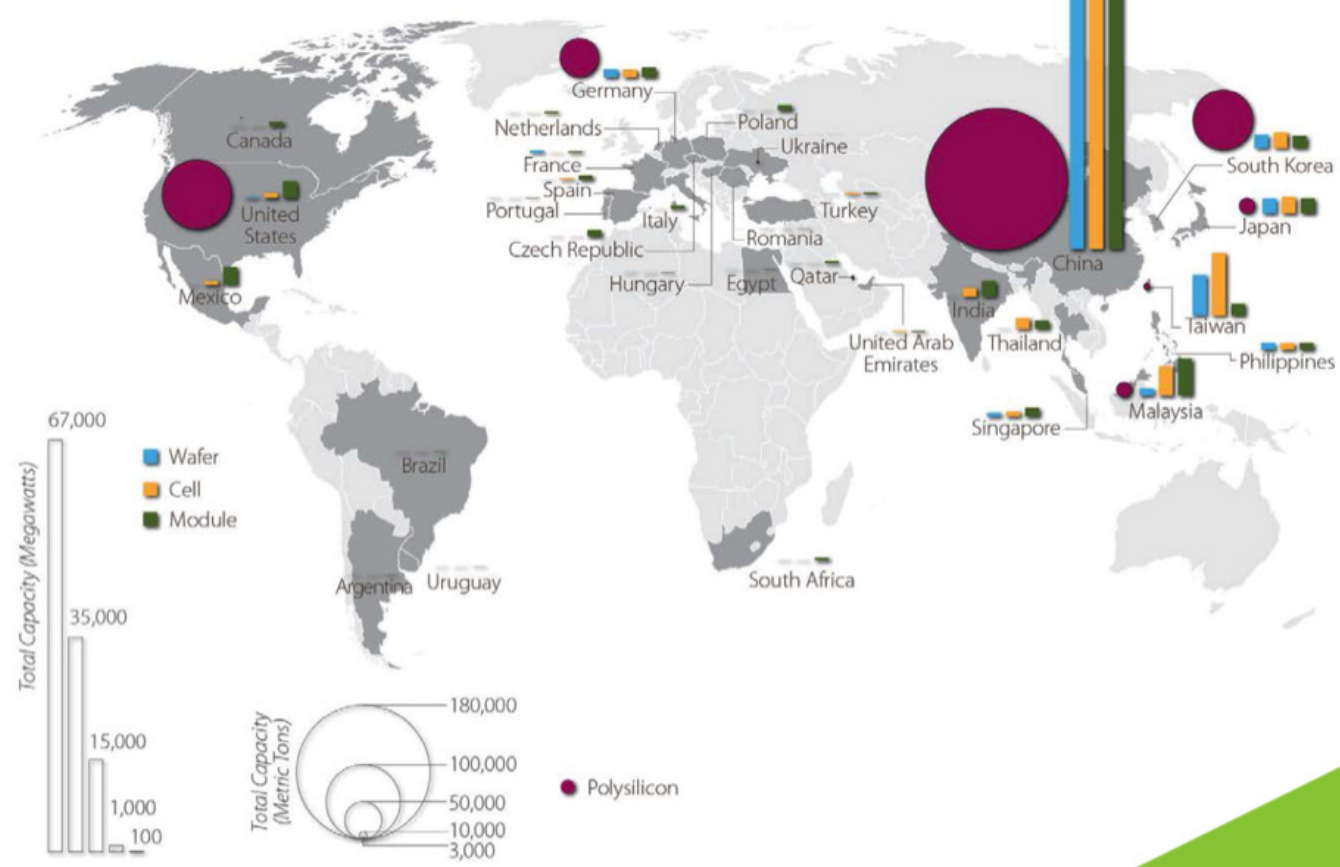 Germany
Netherlands
Poland
Canada
Ukraine
France
South Korea
Spain
United
States
Portugal
Italy
Turkey
Japan
Czech Republic
Romania
China
Hungary
Egypt
Qatar
Mexico
India
Taiwan
United Arab
Emirates
Thailand
Philippines
Malaysia
Singapore
67,000
Total Capacity (Megawatts)
Wafer
Cell
Module
Brazil
35,000
Argentina
Uruguay
South Africa
15,000
1,000
100
Total Capacity
(Metric Tons)
180,000
100,000
50,000
10,000
3,000
Polysilicon